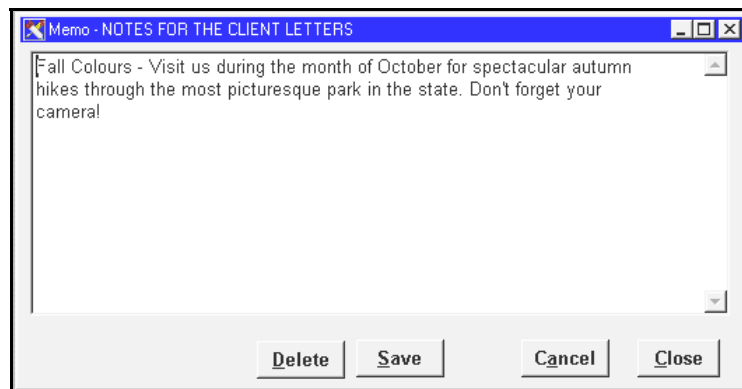 Memo - NOTES FOR THE CLIENT LETTERS
Fall Colours - Visit us during the month of October for spectacular autumn
hikes through the most picturesque park in the state. Don't forget your
camera!
Delete Save Cancel Close